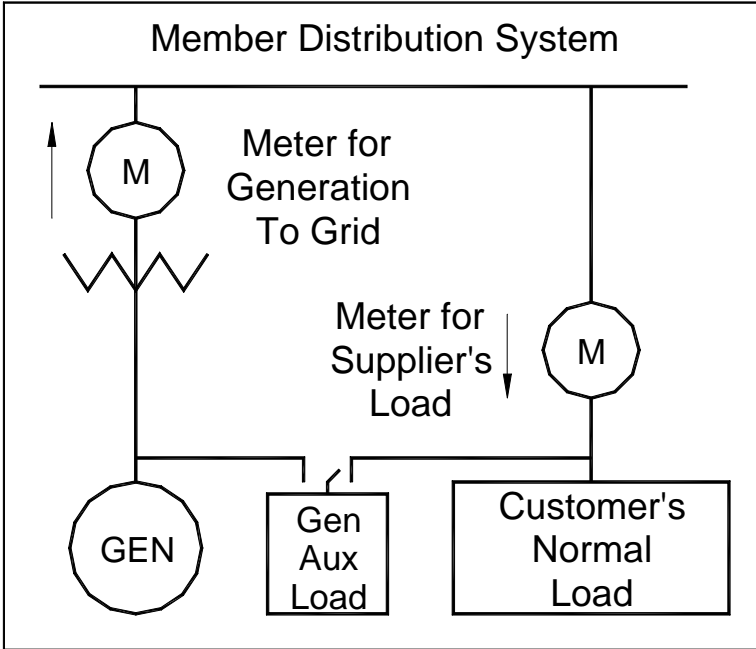 Member Distribution System
M
Meter for
Generation
To Grid
Meter for
Supplier's
Load
M
GEN
Gen
Aux
Load
Customer's
Normal
Load